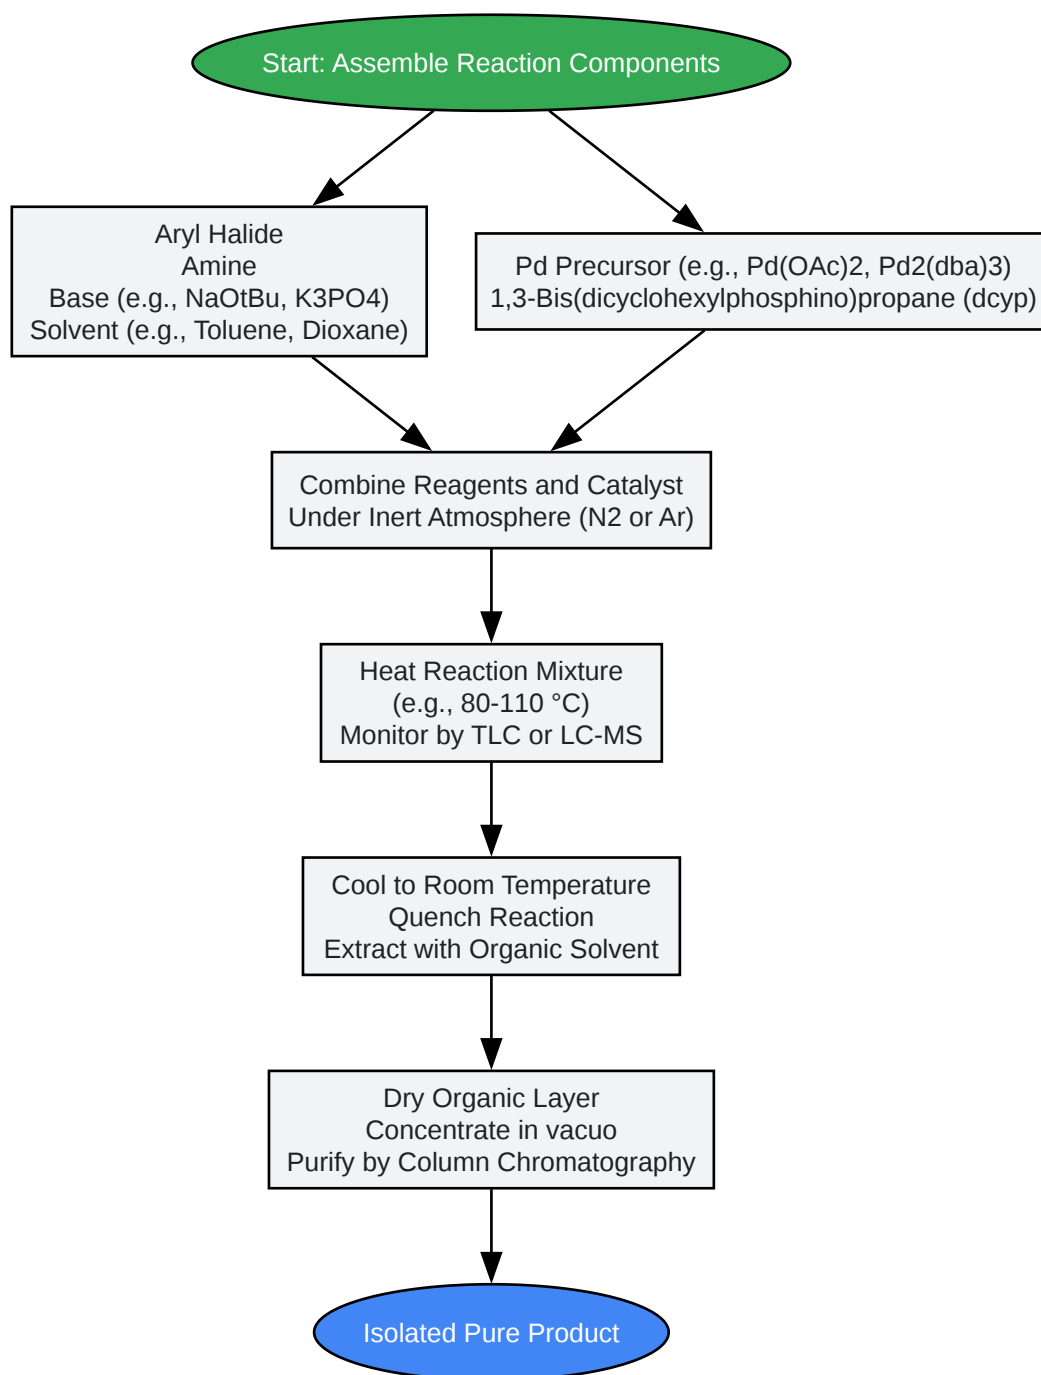 Start: Assemble Reaction Components
Aryl Halide
Amine
Base (e.g., NaOtBu, K3PO4)
Solvent (e.g., Toluene, Dioxane)
Pd Precursor (e.g., Pd(OAc)2, Pd2(dba)3)
1,3-Bis(dicyclohexylphosphino)propane (dcyp)
Combine Reagents and Catalyst
Under Inert Atmosphere (N2 or Ar)
Heat Reaction Mixture
(e.g., 80-110 °C)
Monitor by TLC or LC-MS
Cool to Room Temperature
Quench Reaction
Extract with Organic Solvent
Dry Organic Layer
Concentrate in vacuo
Purify by Column Chromatography
Isolated Pure Product